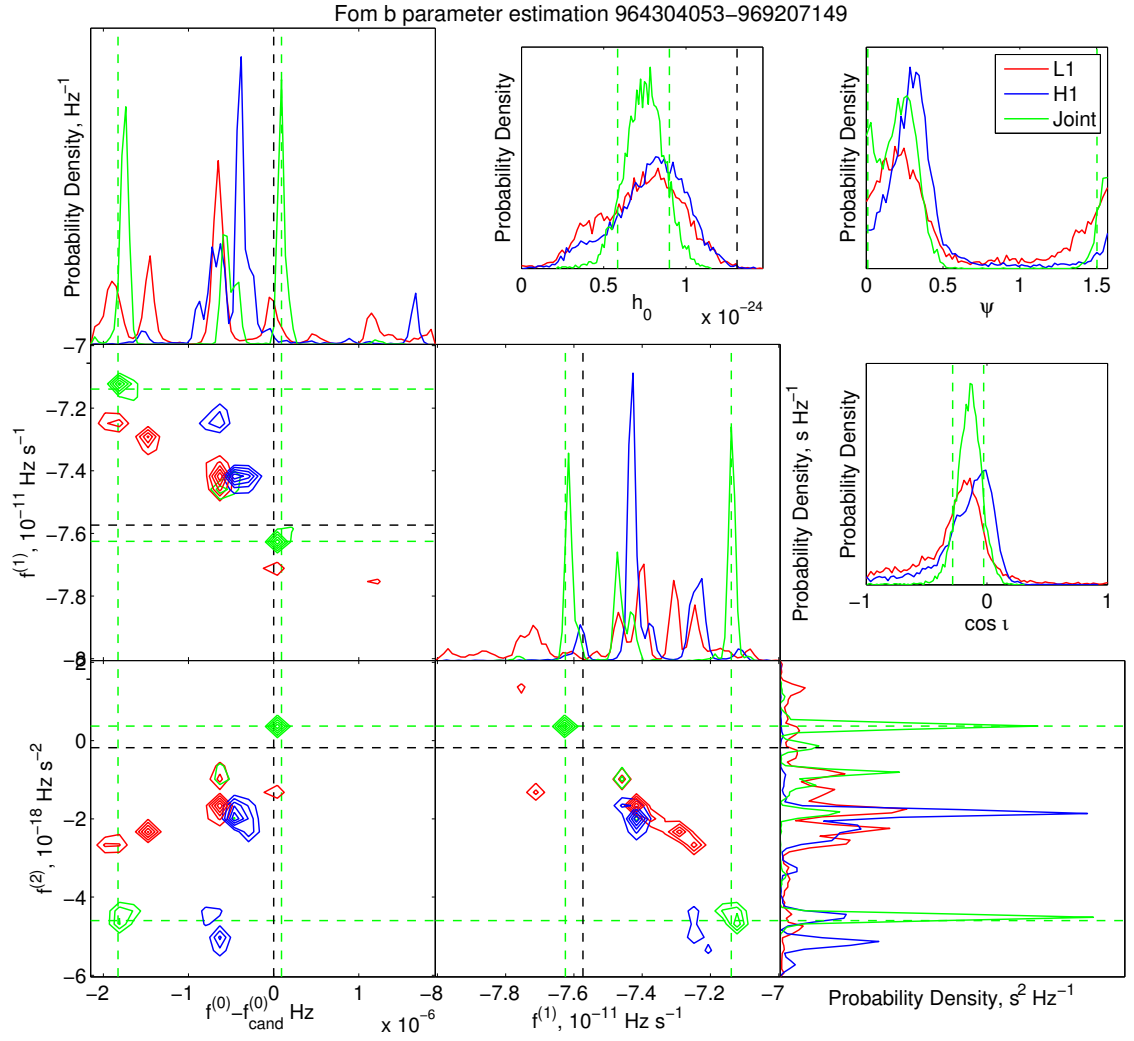 Fom b parameter estimation 964304053−969207149
Probability Density, Hz⁻¹
Probability Density
0 0.5 1
h₀ x 10⁻²⁴
Probability Density
L1
H1
Joint
0 0.5 1 1.5
ψ
f⁽¹⁾, 10⁻¹¹ Hz s⁻¹
−7
−7.2
−7.4
−7.6
−7.8
−8
Probability Density, s Hz⁻¹
Probability Density
−1 0 1
cos ι
f⁽²⁾, 10⁻¹⁸ Hz s⁻²
2
0
−2
−4
−6
−2 −1 0 1
f⁽⁰⁾−f⁽⁰⁾cand Hz
x 10⁻⁶
−8 −7.8 −7.6 −7.4 −7.2 −7
f⁽¹⁾, 10⁻¹¹ Hz s⁻¹
Probability Density, s² Hz⁻¹